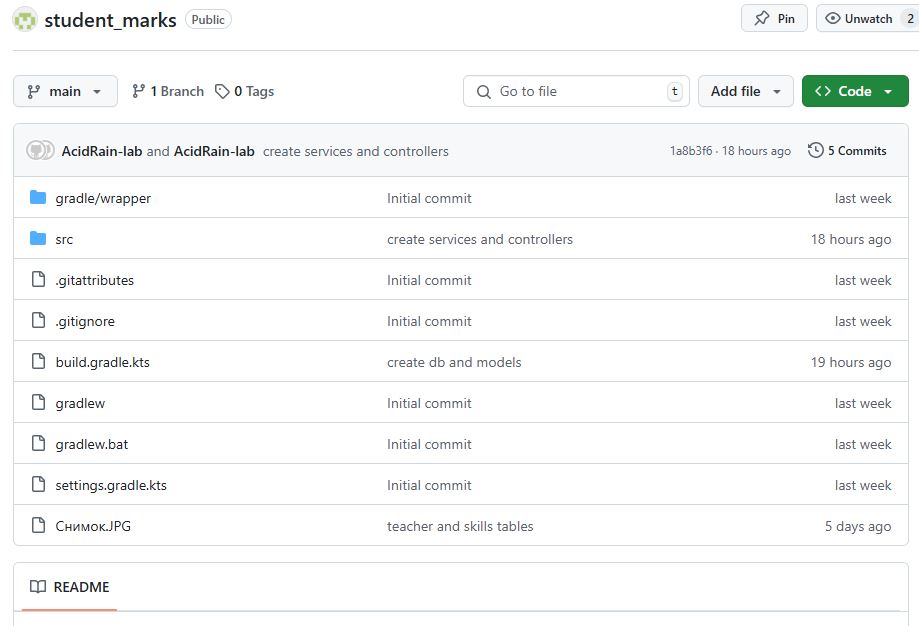 student_marks Public Pin Unwatch 2
main 1 Branch 0 Tags Go to file t Add file Code
AcidRain-lab and AcidRain-lab create services and controllers 1a8b3f6 · 18 hours ago 5 Commits
gradle/wrapper Initial commit last week
src create services and controllers 18 hours ago
.gitattributes Initial commit last week
.gitignore Initial commit last week
build.gradle.kts create db and models 19 hours ago
gradlew Initial commit last week
gradlew.bat Initial commit last week
settings.gradle.kts Initial commit last week
Снимок.JPG teacher and skills tables 5 days ago
README